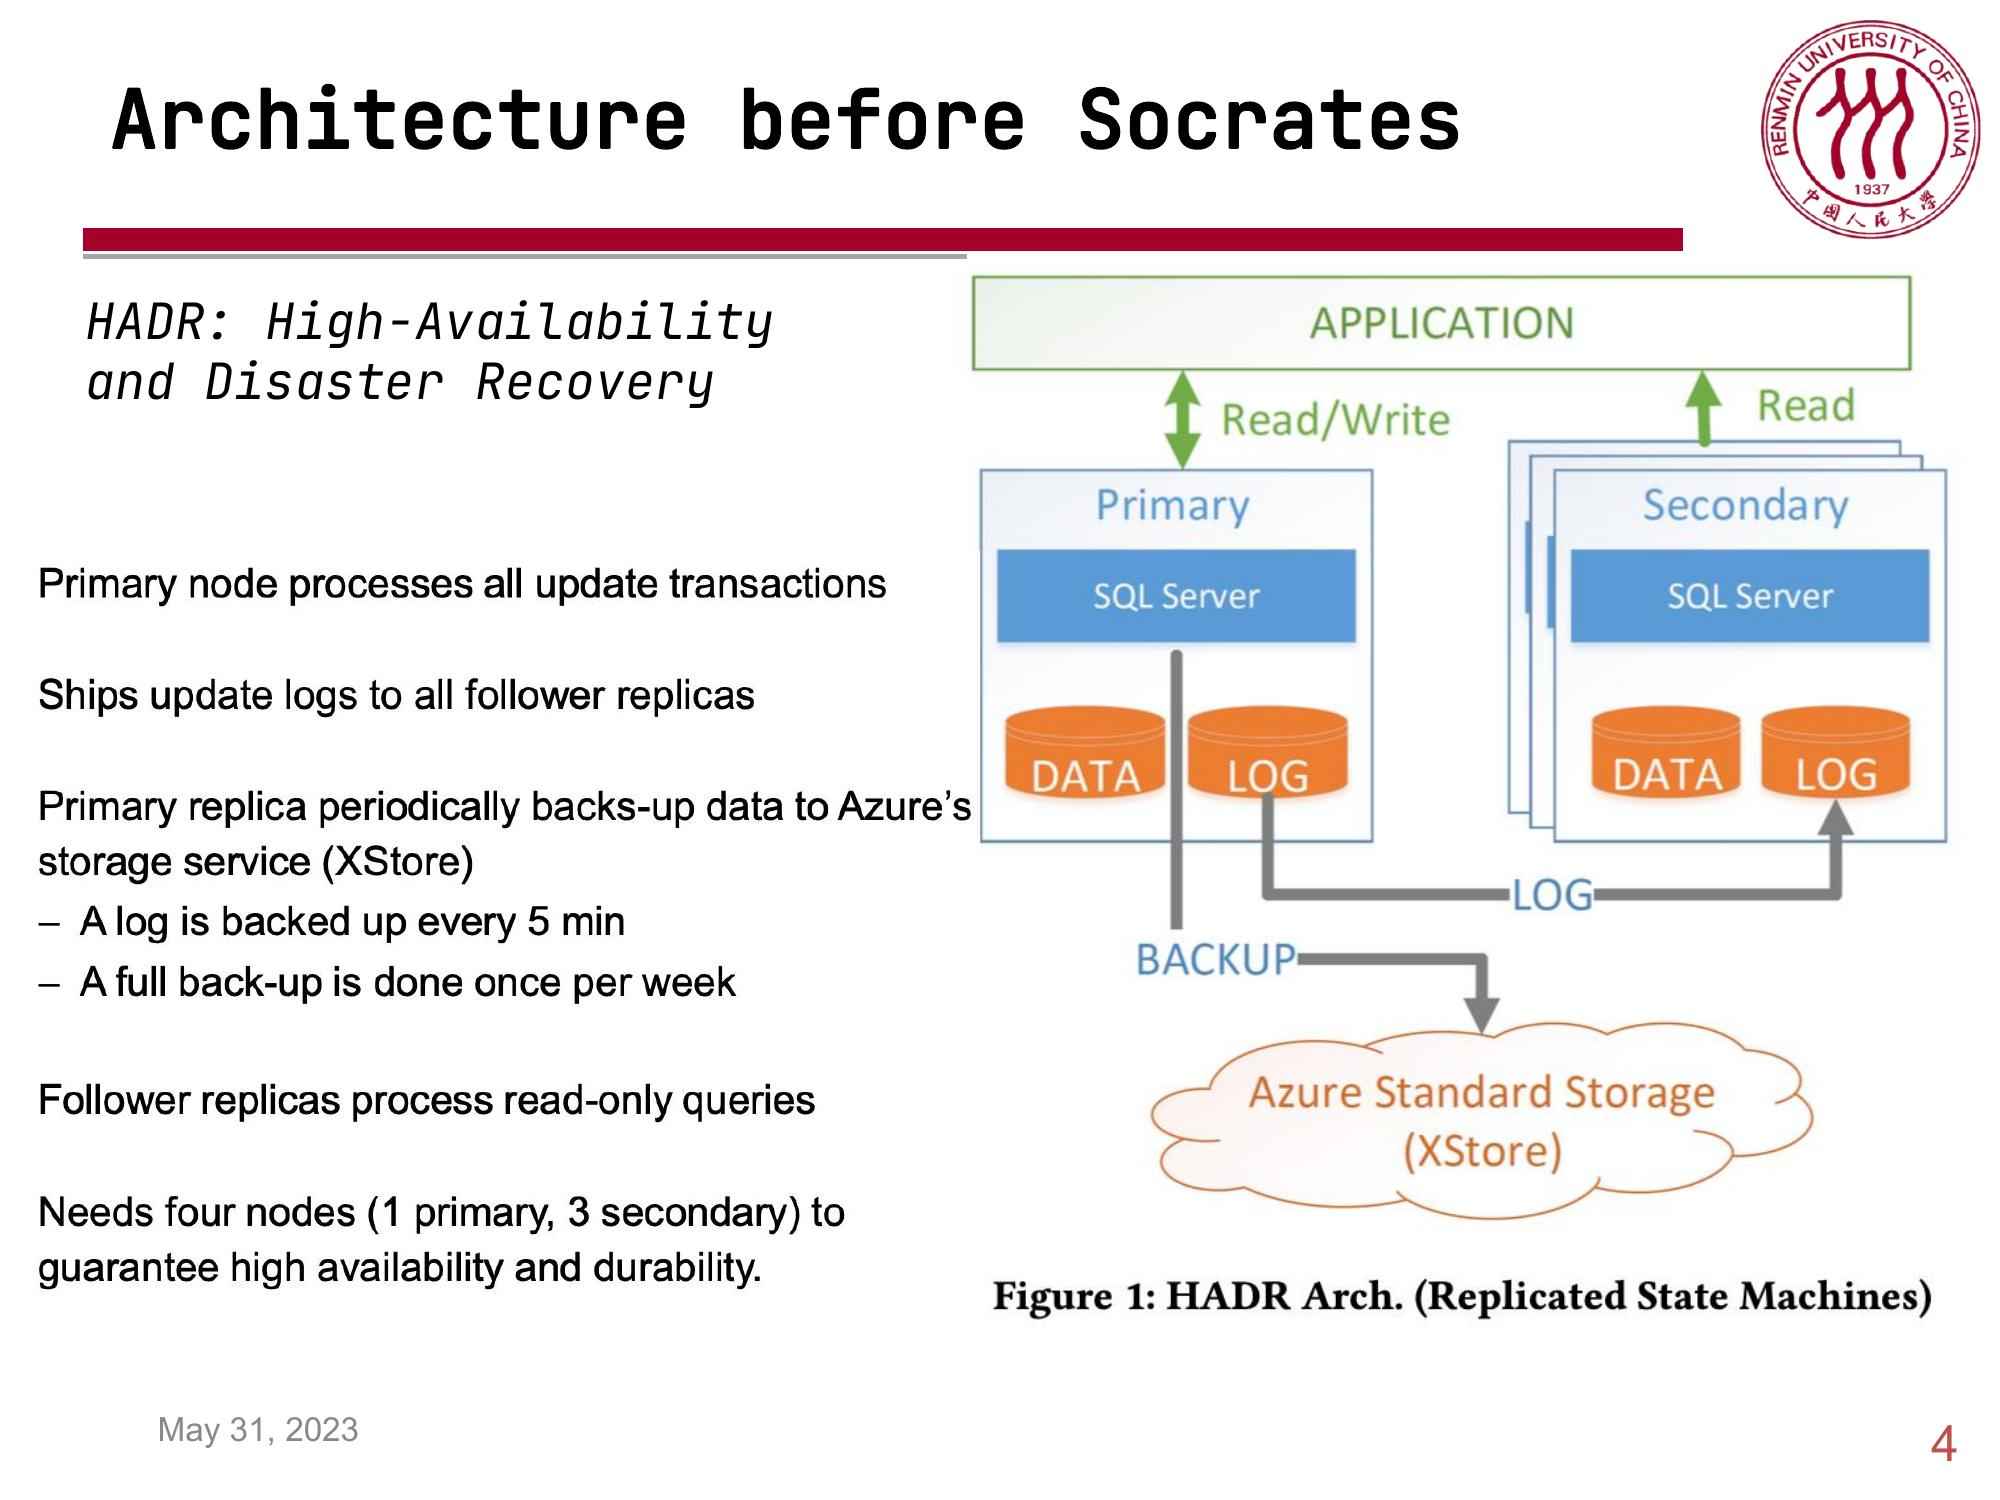 Architecture before Socrates
RENMIN UNIVERSITY OF CHINA
1937
中國人民大學
HADR: High-Availability
and Disaster Recovery
Primary node processes all update transactions
Ships update logs to all follower replicas
Primary replica periodically backs-up data to Azure’s
storage service (XStore)
– A log is backed up every 5 min
– A full back-up is done once per week
Follower replicas process read-only queries
Needs four nodes (1 primary, 3 secondary) to
guarantee high availability and durability.
APPLICATION
Read/Write
Read
Primary
Secondary
SQL Server
SQL Server
DATA
LOG
DATA
LOG
LOG
BACKUP
Azure Standard Storage
(XStore)
Figure 1: HADR Arch. (Replicated State Machines)
May 31, 2023
4